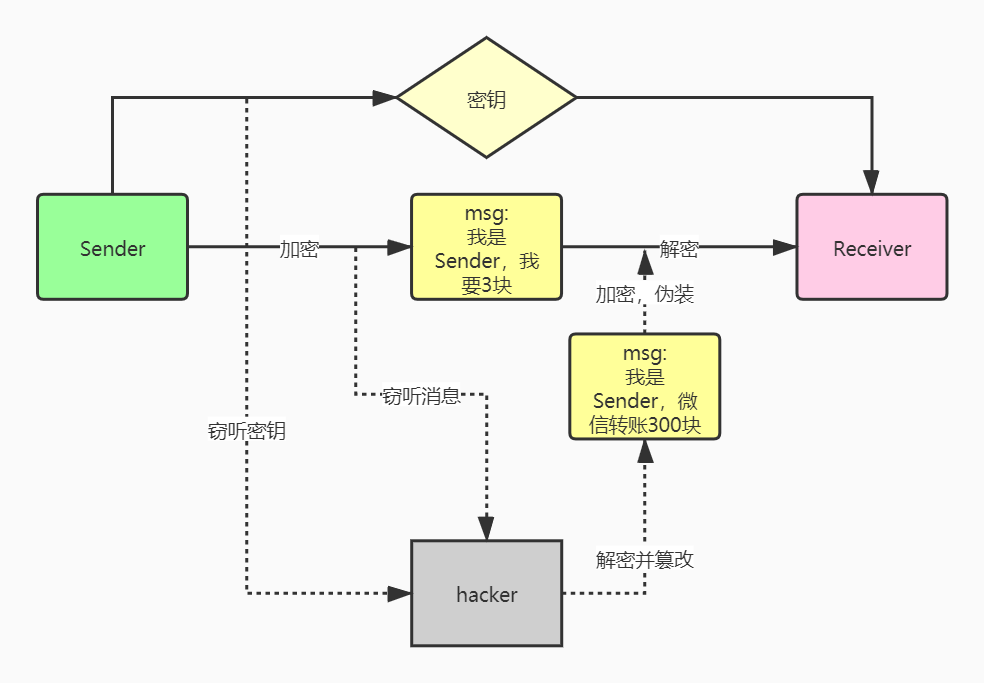 密钥
Sender
加密
msg:
我是
Sender，我
要3块
解密
Receiver
加密，伪装
msg:
我是
Sender，微
信转账300块
窃听消息
窃听密钥
解密并篡改
hacker